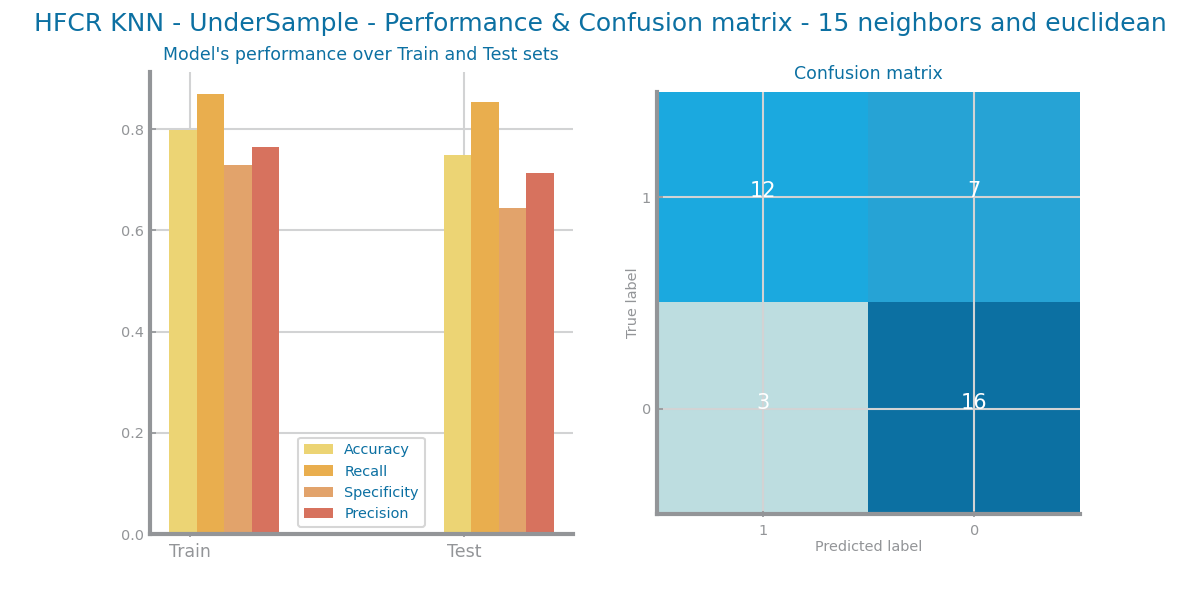 HFCR KNN - UnderSample - Performance & Confusion matrix - 15 neighbors and euclidean
Model's performance over Train and Test sets
0.8
0.6
0.4
0.2
0.0
Train
Test
Accuracy
Recall
Specificity
Precision
Confusion matrix
True label
1
0
12
7
3
16
1
0
Predicted label